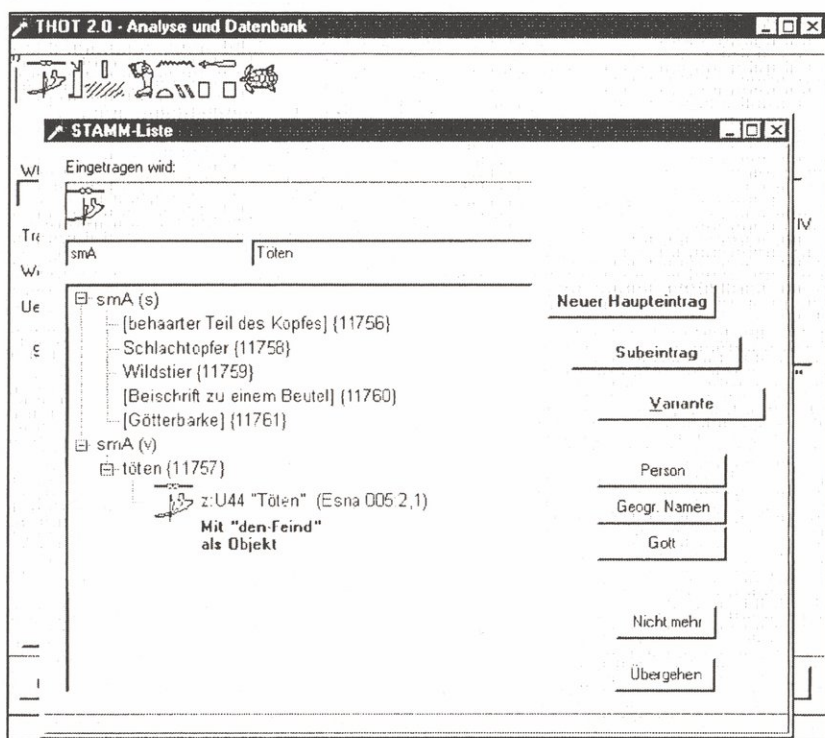 THOT 2.0 - Analyse und Datenbank
STAMM-Liste
Eingetragen wird:
smA Töten
smA (s)
[behaarter Teil des Kopfes] {11756}
Schlachtopfer {11758}
Wildstier {11759}
[Beischrift zu einem Beutel] {11760}
[Götterbarke] {11761}
smA (v)
töten {11757}
z:U44 "Töten" (Esna 005:2,1)
Mit "den-Feind"
als Objekt
Neuer Haupteintrag
Subeintrag
Variante
Person
Geogr. Namen
Gott
Nicht mehr
Übergehen
Ue
IV